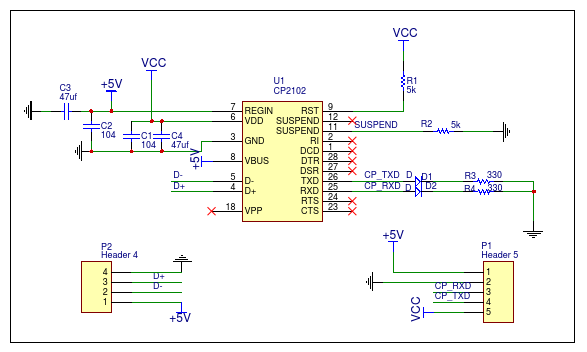 VCC
C3
47uf
+5V
VCC
U1
CP2102
R1
5k
7 REGIN
6 VDD
3 GND
8 VBUS
5 D-
4 D+
18 VPP
RST 9
SUSPEND 12
SUSPEND 11
RI 2
DCD 1
DTR 28
DSR 27
TXD 26
RXD 25
RTS 24
CTS 23
C2
104
C1
104
C4
47uf
+5V
D-
D+
SUSPEND
R2 5k
CP_TXD D D1 R3 330
CP_RXD D D2 R4 330
P2
Header 4
4
3 D+
2 D-
1
+5V
+5V
P1
Header 5
1
2
CP_RXD 3
CP_TXD 4
VCC 5